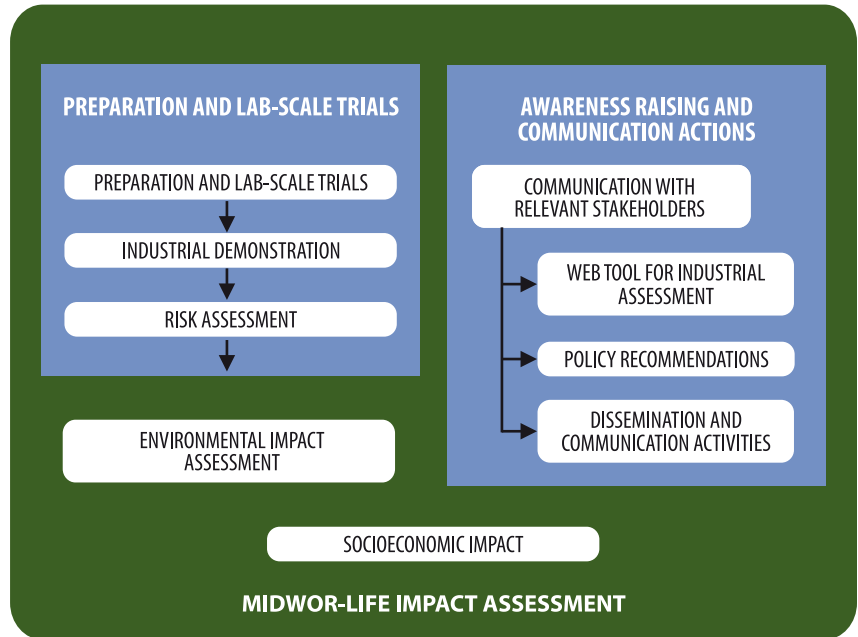 PREPARATION AND LAB-SCALE TRIALS
PREPARATION AND LAB-SCALE TRIALS
INDUSTRIAL DEMONSTRATION
RISK ASSESSMENT
ENVIRONMENTAL IMPACT
ASSESSMENT
AWARENESS RAISING AND
COMMUNICATION ACTIONS
COMMUNICATION WITH
RELEVANT STAKEHOLDERS
WEB TOOL FOR INDUSTRIAL
ASSESSMENT
POLICY RECOMMENDATIONS
DISSEMINATION AND
COMMUNICATION ACTIVITIES
SOCIOECONOMIC IMPACT
MIDWOR-LIFE IMPACT ASSESSMENT